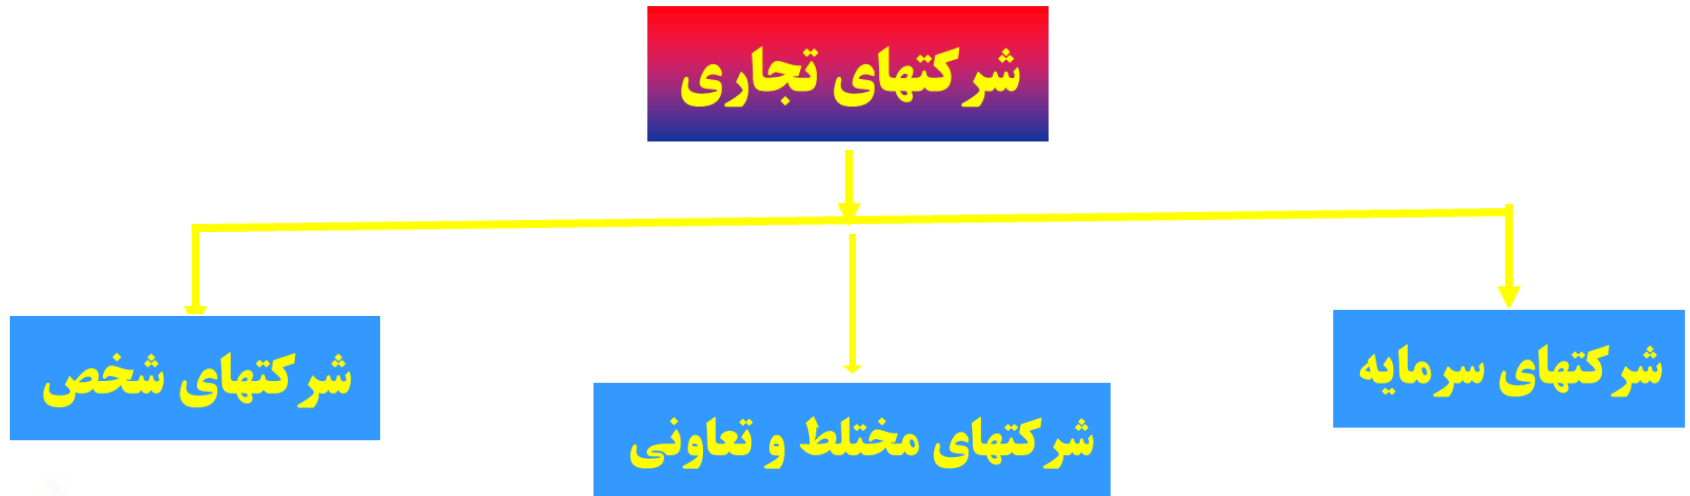 شرکتهای تجاری
شرکتهای سرمایه
شرکتهای مختلط و تعاونی
شرکتهای شخص